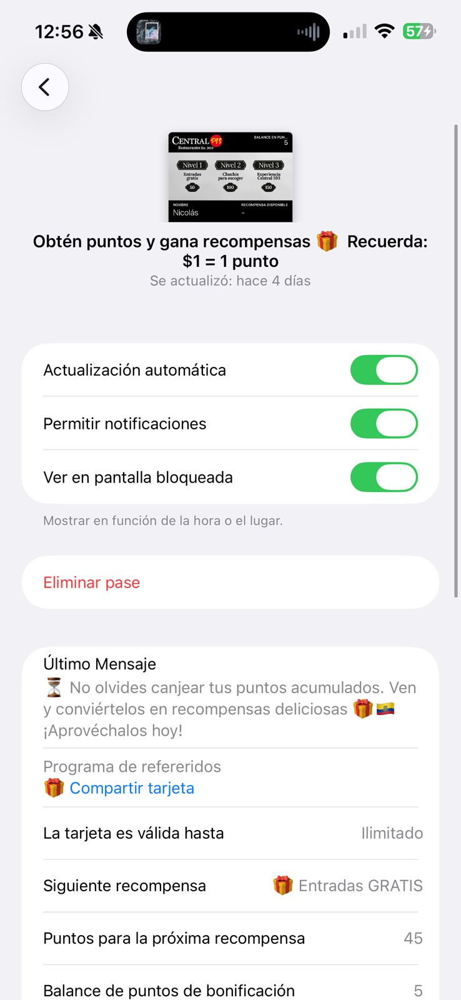 12:56
57
CENTRAL 593
Restaurantes Est. 2019
BALANCE EN PUN...
5
Nivel 1
Nivel 2
Nivel 3
Entradas
gratis
Chuchis
para escoger
Experiencia
Central 593
50
100
150
NOMBRE
RECOMPENSA DISPONIBLE
Nicolás
-
Obtén puntos y gana recompensas 🎁 Recuerda:
$1 = 1 punto
Se actualizó: hace 4 días
Actualización automática
Permitir notificaciones
Ver en pantalla bloqueada
Mostrar en función de la hora o el lugar.
Eliminar pase
Último Mensaje
⏳ No olvides canjear tus puntos acumulados. Ven
y conviértelos en recompensas deliciosas 🎁🇪🇨
¡Aprovéchalos hoy!
Programa de refereridos
🎁 Compartir tarjeta
La tarjeta es válida hasta Ilimitado
Siguiente recompensa 🎁 Entradas GRATIS
Puntos para la próxima recompensa 45
Balance de puntos de bonificación 5